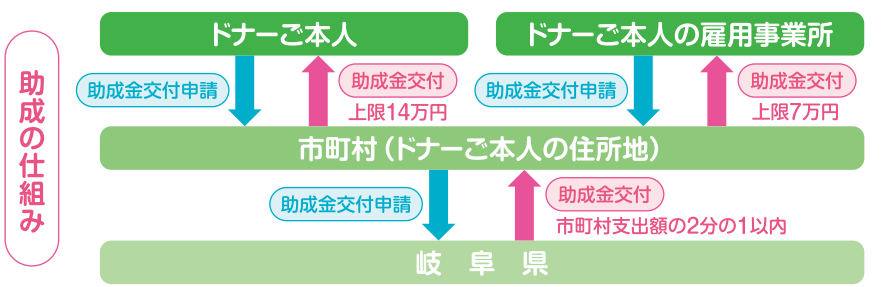 助成の仕組み
ドナーご本人
ドナーご本人の雇用事業所
助成金交付申請
助成金交付
上限14万円
助成金交付申請
助成金交付
上限7万円
市町村（ドナーご本人の住所地）
助成金交付申請
助成金交付
市町村支出額の2分の1以内
岐 阜 県